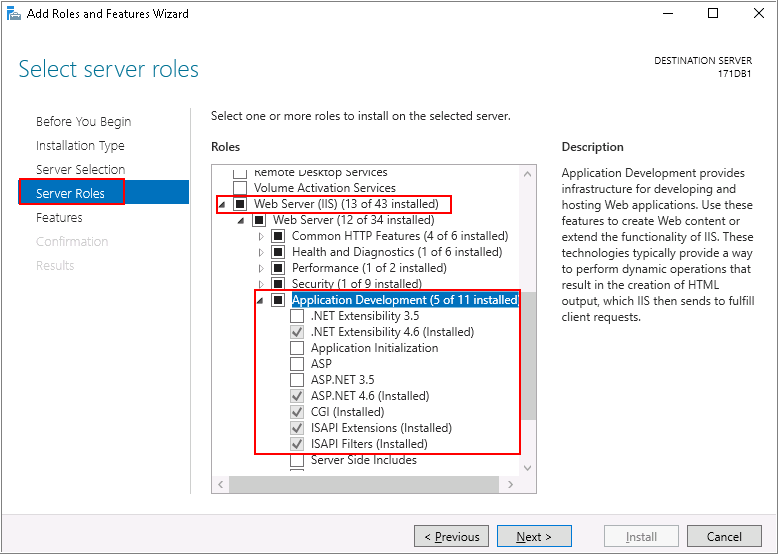 Add Roles and Features Wizard
Select server roles
DESTINATION SERVER
171DB1
Before You Begin
Installation Type
Server Selection
Server Roles
Features
Confirmation
Results
Select one or more roles to install on the selected server.
Roles
Remote Desktop Services
Volume Activation Services
Web Server (IIS) (13 of 43 installed)
Web Server (12 of 34 installed)
Common HTTP Features (4 of 6 installed)
Health and Diagnostics (1 of 6 installed)
Performance (1 of 2 installed)
Security (1 of 9 installed)
Application Development (5 of 11 installed
.NET Extensibility 3.5
.NET Extensibility 4.6 (Installed)
Application Initialization
ASP
ASP.NET 3.5
ASP.NET 4.6 (Installed)
CGI (Installed)
ISAPI Extensions (Installed)
ISAPI Filters (Installed)
Server Side Includes
Description
Application Development provides
infrastructure for developing and
hosting Web applications. Use these
features to create Web content or
extend the functionality of IIS. These
technologies typically provide a way
to perform dynamic operations that
result in the creation of HTML
output, which IIS then sends to fulfill
client requests.
< Previous
Next >
Install
Cancel